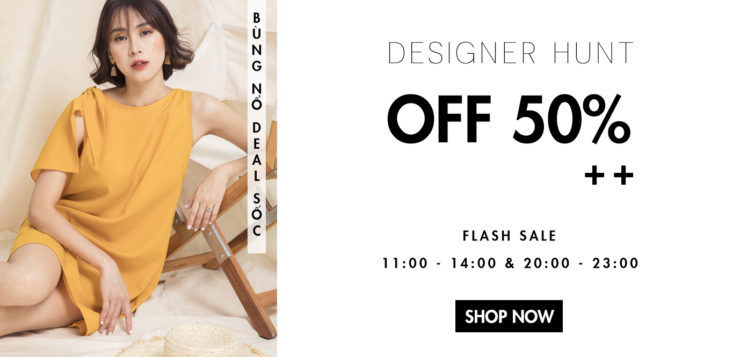 BÙNG NỔ DEAL SỐC
DESIGNER HUNT
OFF 50%
++
FLASH SALE
11:00 - 14:00 & 20:00 - 23:00
SHOP NOW